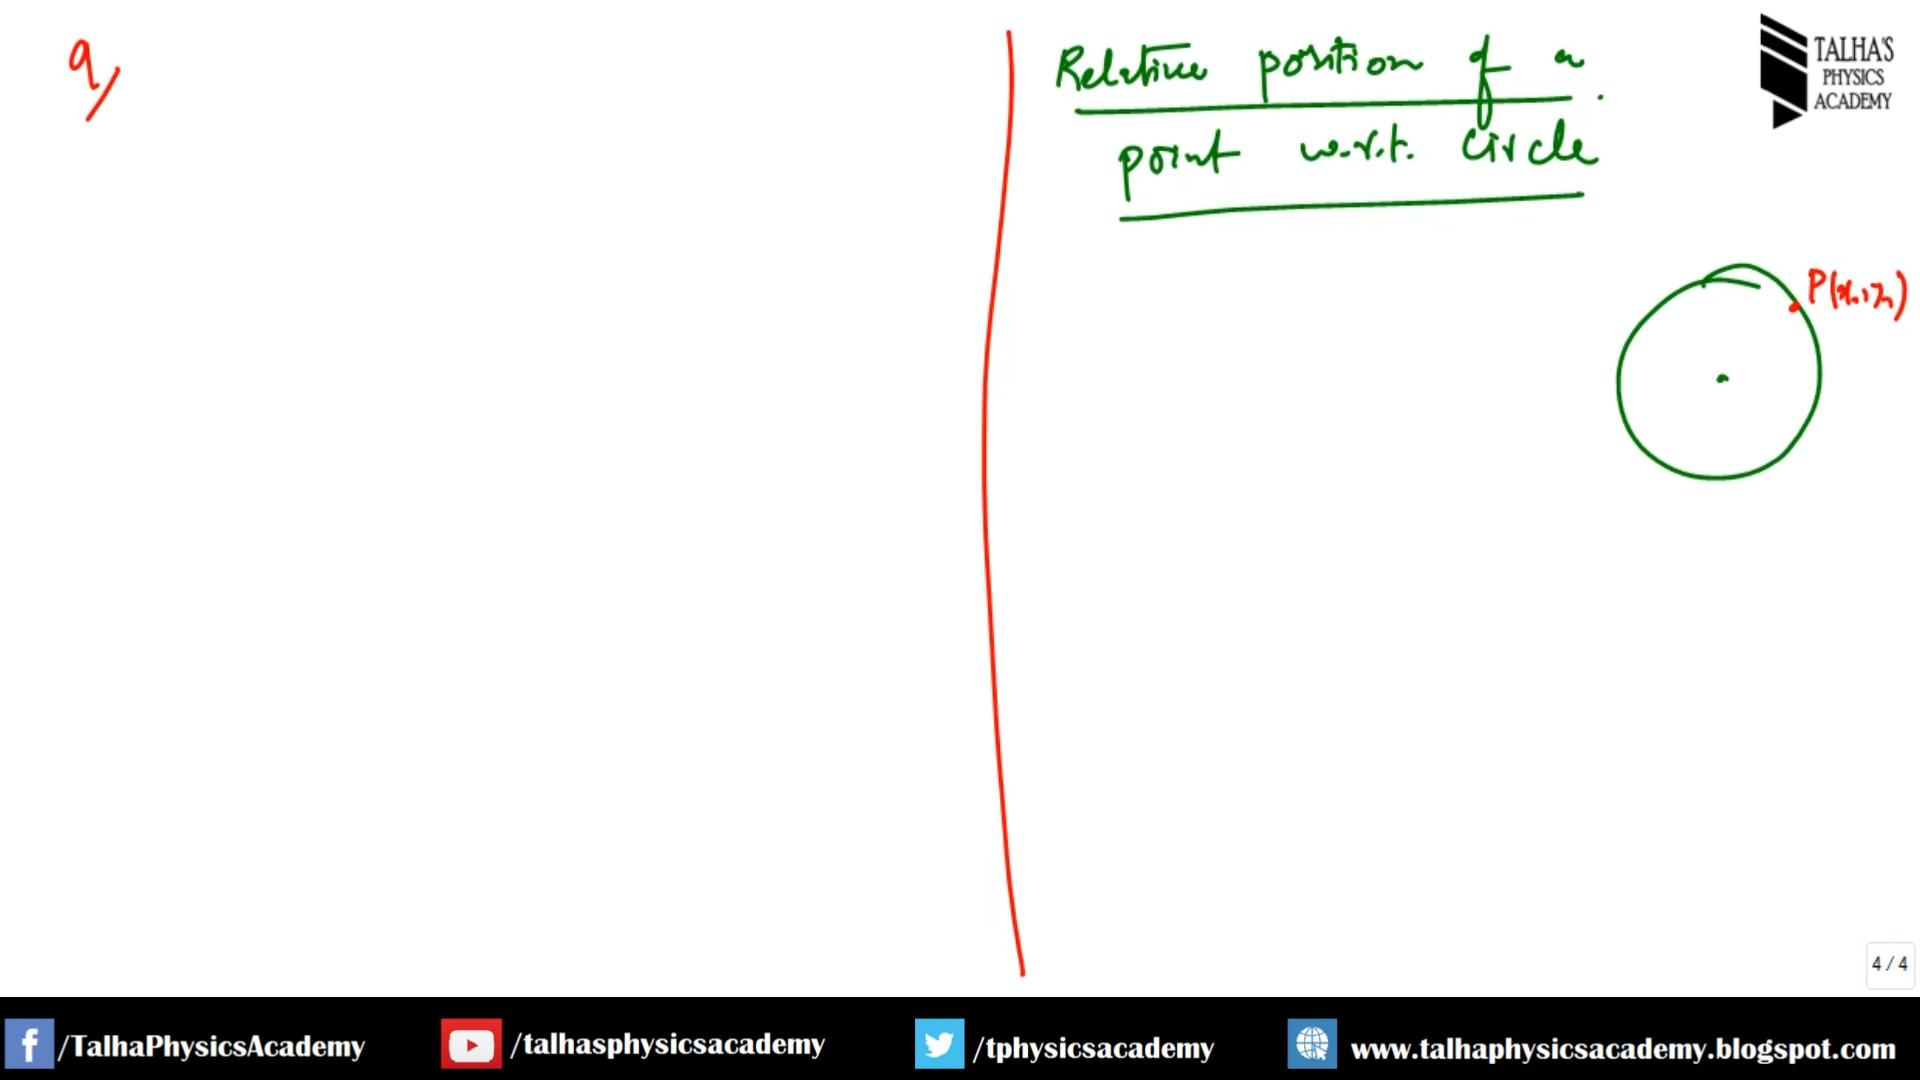 9/
Relative position of a
point w.r.t. circle
P(x₁,y₁)
TALHA'S
PHYSICS
ACADEMY
4 / 4
/TalhaPhysicsAcademy
/talhasphysicsacademy
/tphysicsacademy
www.talhaphysicsacademy.blogspot.com